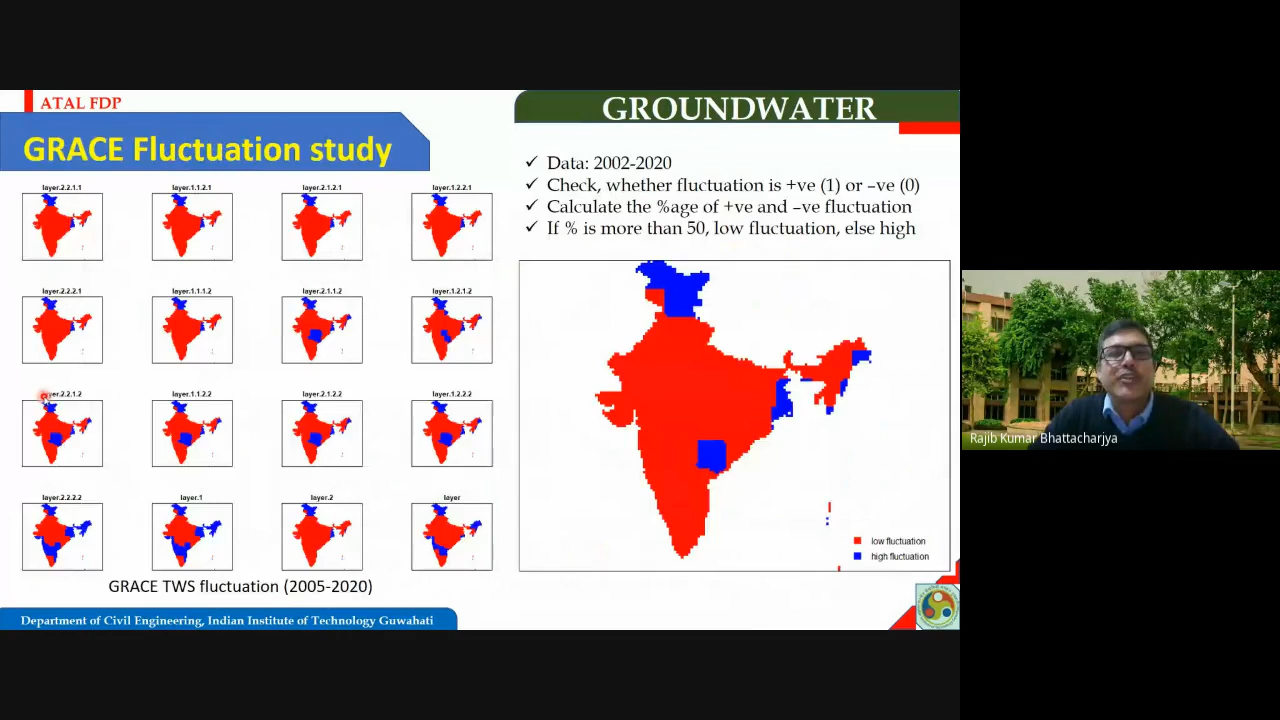 ATAL FDP
GROUNDWATER
GRACE Fluctuation study
✓ Data: 2002-2020
✓ Check, whether fluctuation is +ve (1) or –ve (0)
✓ Calculate the %age of +ve and –ve fluctuation
✓ If % is more than 50, low fluctuation, else high
layer.2.2.1.1 layer.1.1.2.1 layer.2.1.2.1 layer.1.2.2.1
layer.2.2.2.1 layer.1.1.1.2 layer.2.1.1.2 layer.1.2.1.2
layer.2.2.1.2 layer.1.1.2.2 layer.2.1.2.2 layer.1.2.2.2
layer.2.2.2.2 layer.1 layer.2 layer
low fluctuation
high fluctuation
GRACE TWS fluctuation (2005-2020)
Department of Civil Engineering, Indian Institute of Technology Guwahati
Rajib Kumar Bhattacharjya